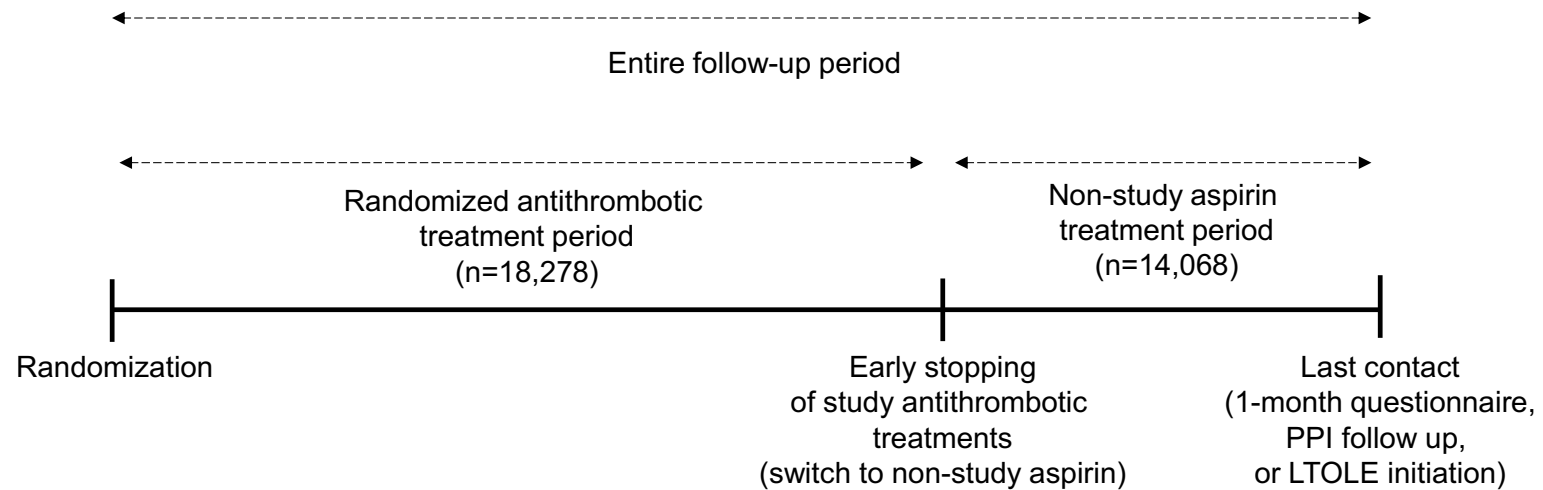 Entire follow-up period
Randomized antithrombotic
treatment period
(n=18,278)
Non-study aspirin
treatment period
(n=14,068)
Randomization
Early stopping
of study antithrombotic
treatments
(switch to non-study aspirin)
Last contact
(1-month questionnaire,
PPI follow up,
or LTOLE initiation)